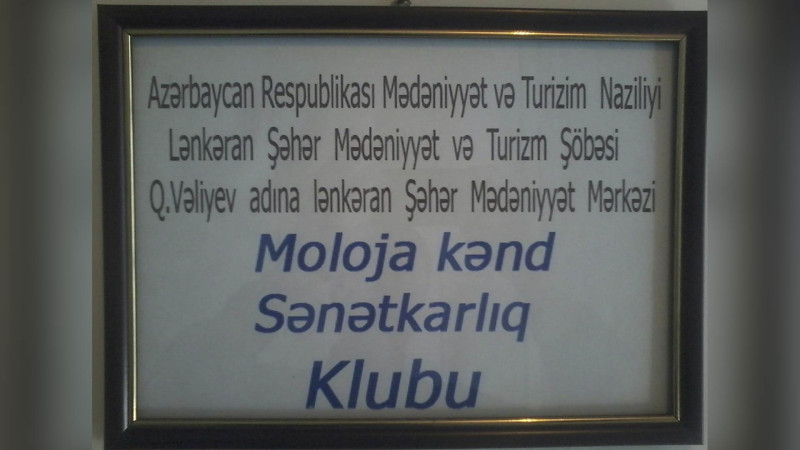 Azərbaycan Respublikası Mədəniyyət və Turizim Naziliyi
Lənkəran Şəhər Mədəniyyət və Turizm Şöbəsi
Q.Vəliyev adına lənkəran Şəhər Mədəniyyət Mərkəzi
Moloja kənd
Sənətkarlıq
Klubu